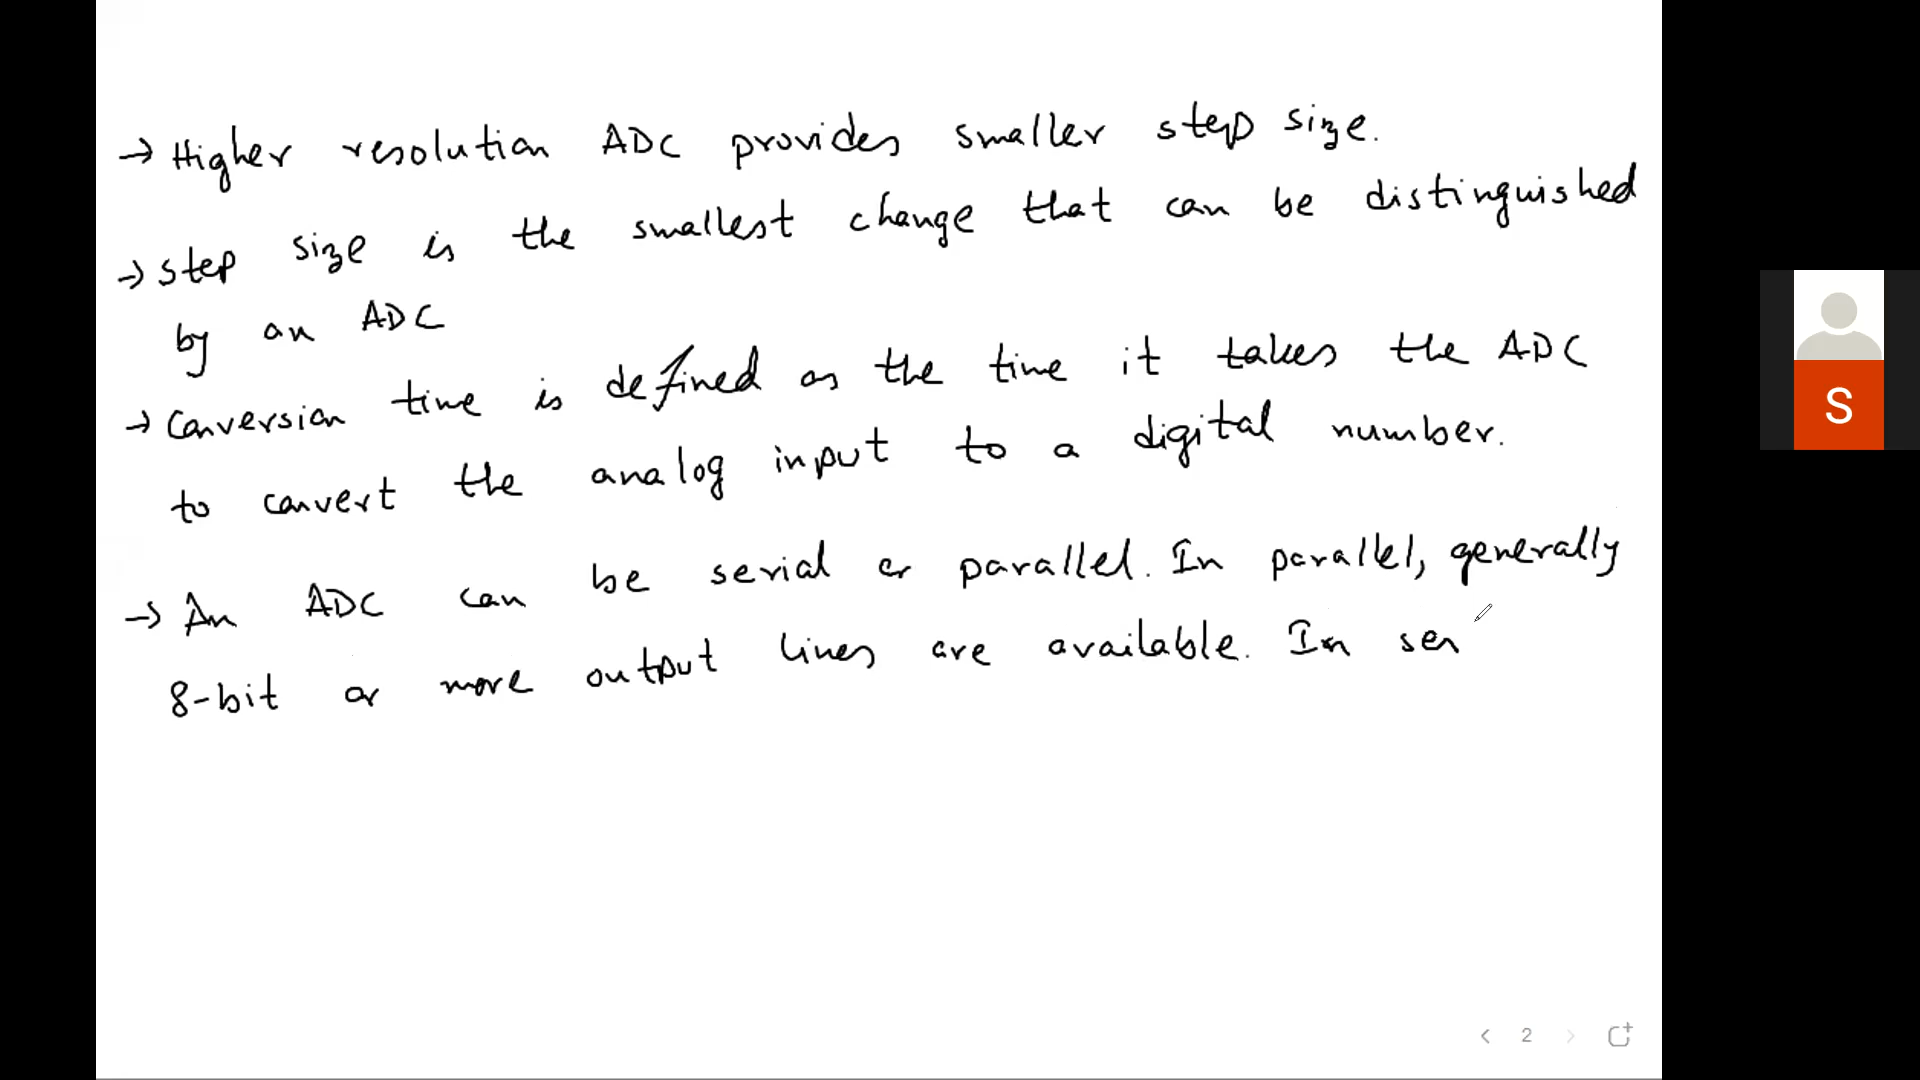 → Higher resolution ADC provides smaller step size.
→ step size is the smallest change that can be distinguished
by an ADC
→ Conversion time is defined as the time it takes the ADC
to convert the analog input to a digital number.
→ An ADC can be serial or parallel. In parallel, generally
8-bit or more output lines are available. In ser
S
< 2 >